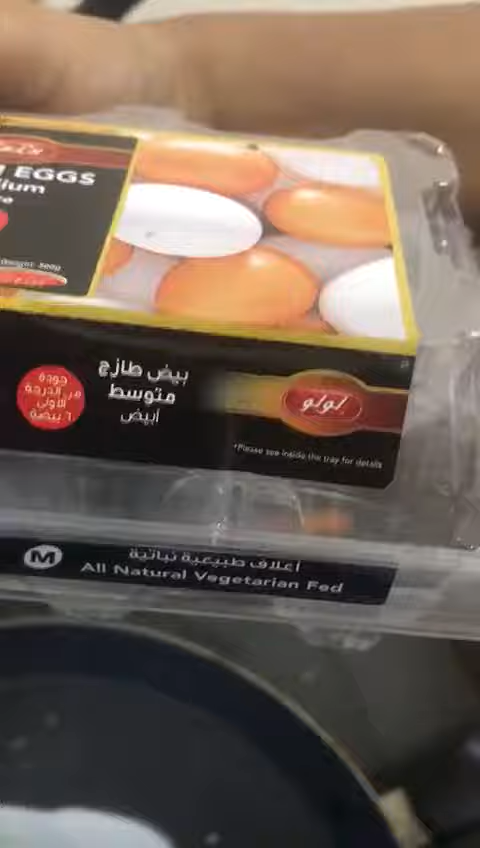 EGGS
بيض طازج
متوسط
أبيض
جودة
من الدرجة
الأولى
٦ بيضة
لولو
*Please see inside the tray for details
M
أعلاف طبيعية نباتية
All Natural Vegetarian Fed